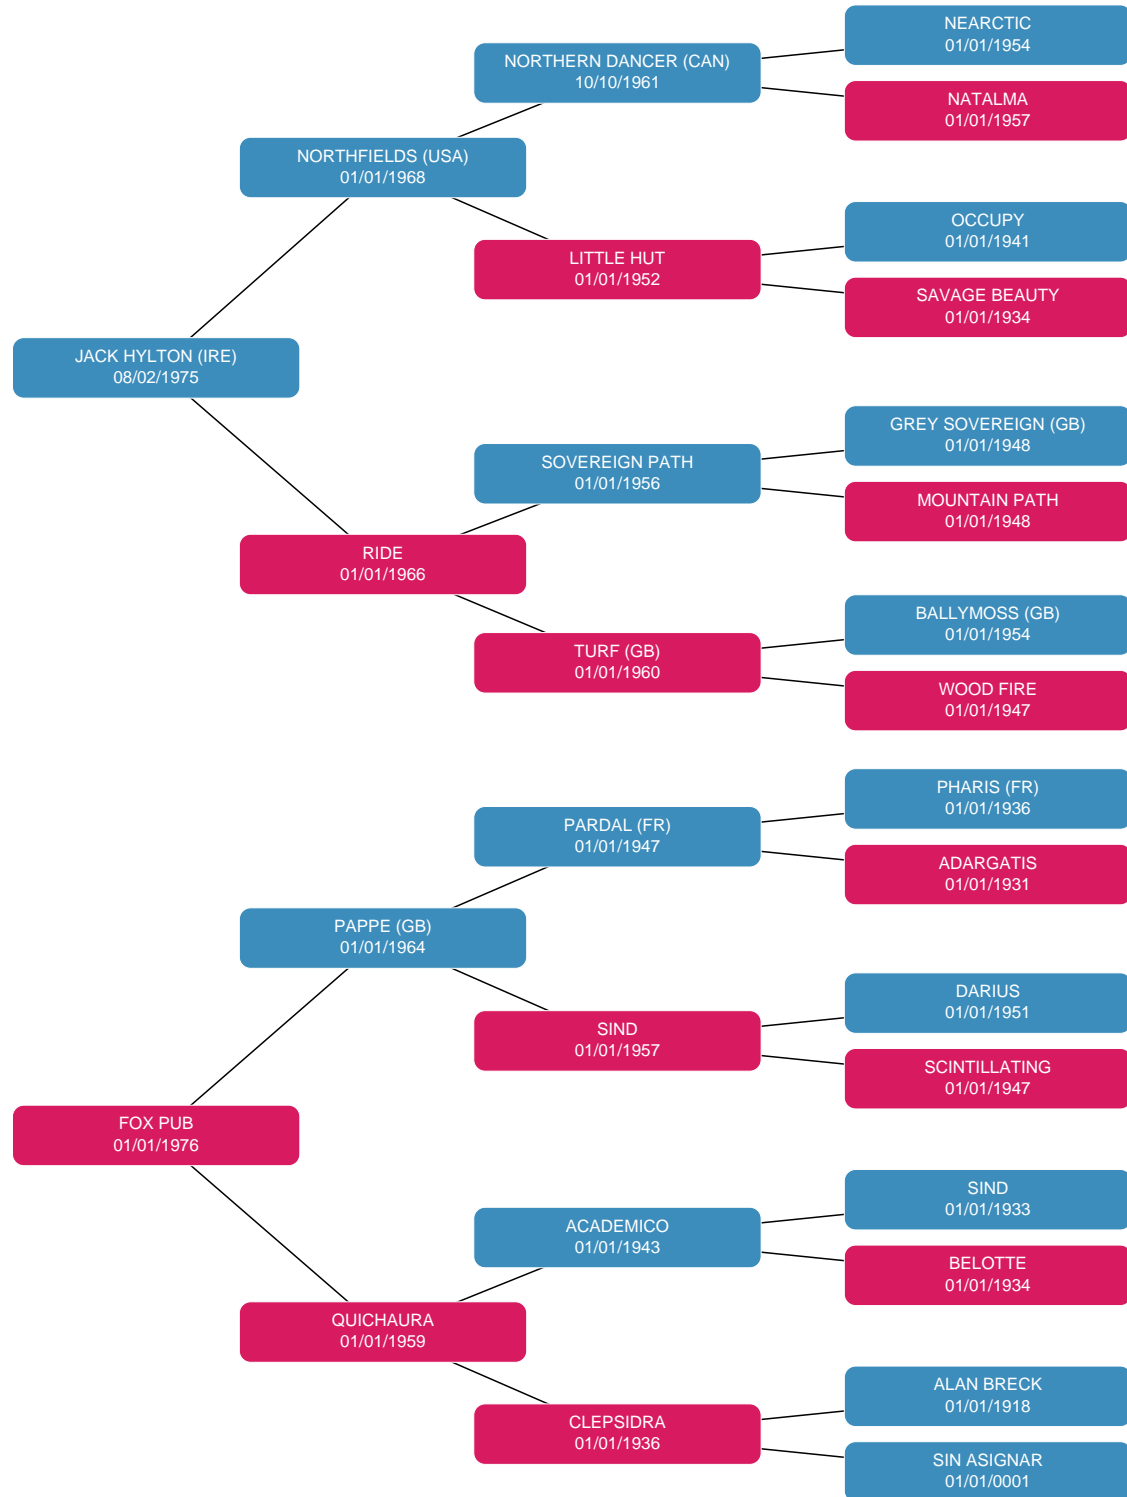 NEARCTIC
01/01/1954
NORTHERN DANCER (CAN)
10/10/1961
NATALMA
01/01/1957
NORTHFIELDS (USA)
01/01/1968
OCCUPY
01/01/1941
LITTLE HUT
01/01/1952
SAVAGE BEAUTY
01/01/1934
JACK HYLTON (IRE)
08/02/1975
GREY SOVEREIGN (GB)
01/01/1948
SOVEREIGN PATH
01/01/1956
MOUNTAIN PATH
01/01/1948
RIDE
01/01/1966
BALLYMOSS (GB)
01/01/1954
TURF (GB)
01/01/1960
WOOD FIRE
01/01/1947
PHARIS (FR)
01/01/1936
PARDAL (FR)
01/01/1947
ADARGATIS
01/01/1931
PAPPE (GB)
01/01/1964
DARIUS
01/01/1951
SIND
01/01/1957
SCINTILLATING
01/01/1947
FOX PUB
01/01/1976
SIND
01/01/1933
ACADEMICO
01/01/1943
BELOTTE
01/01/1934
QUICHAURA
01/01/1959
ALAN BRECK
01/01/1918
CLEPSIDRA
01/01/1936
SIN ASIGNAR
01/01/0001